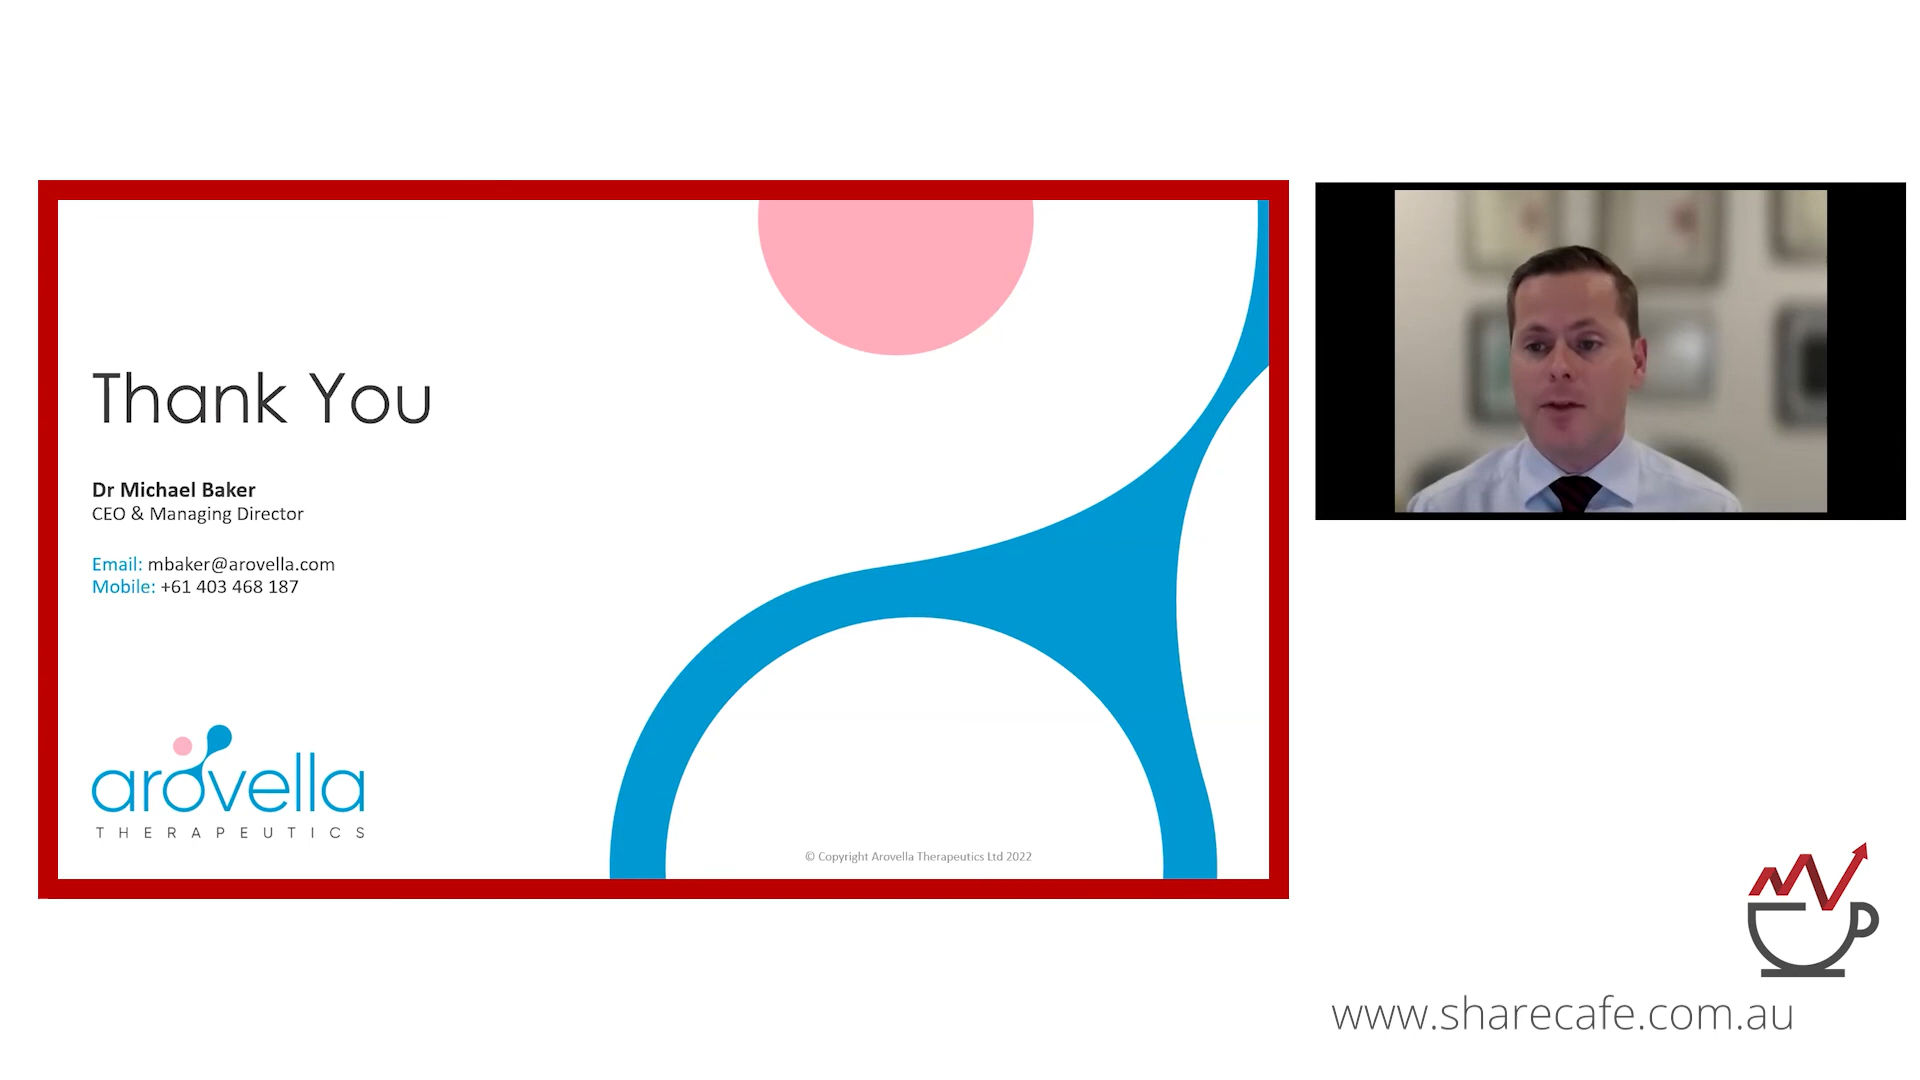 Thank You
Dr Michael Baker
CEO & Managing Director
Email: mbaker@arovella.com
Mobile: +61 403 468 187
arovella
THERAPEUTICS
© Copyright Arovella Therapeutics Ltd 2022
www.sharecafe.com.au